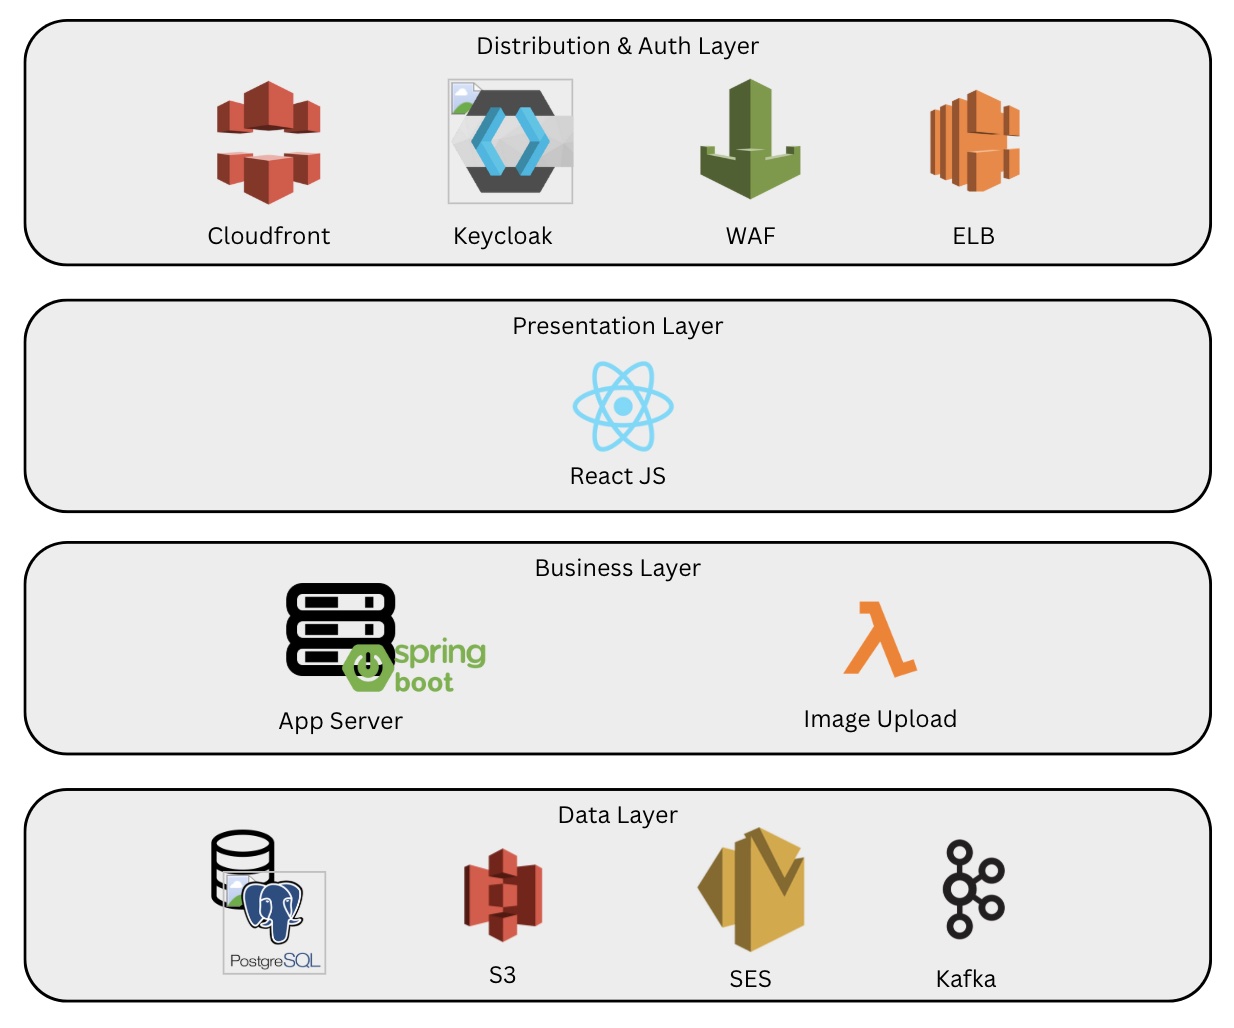 Distribution & Auth Layer
Cloudfront
Keycloak
WAF
ELB
Presentation Layer
React JS
Business Layer
spring
boot
App Server
Image Upload
Data Layer
PostgreSQL
S3
SES
Kafka